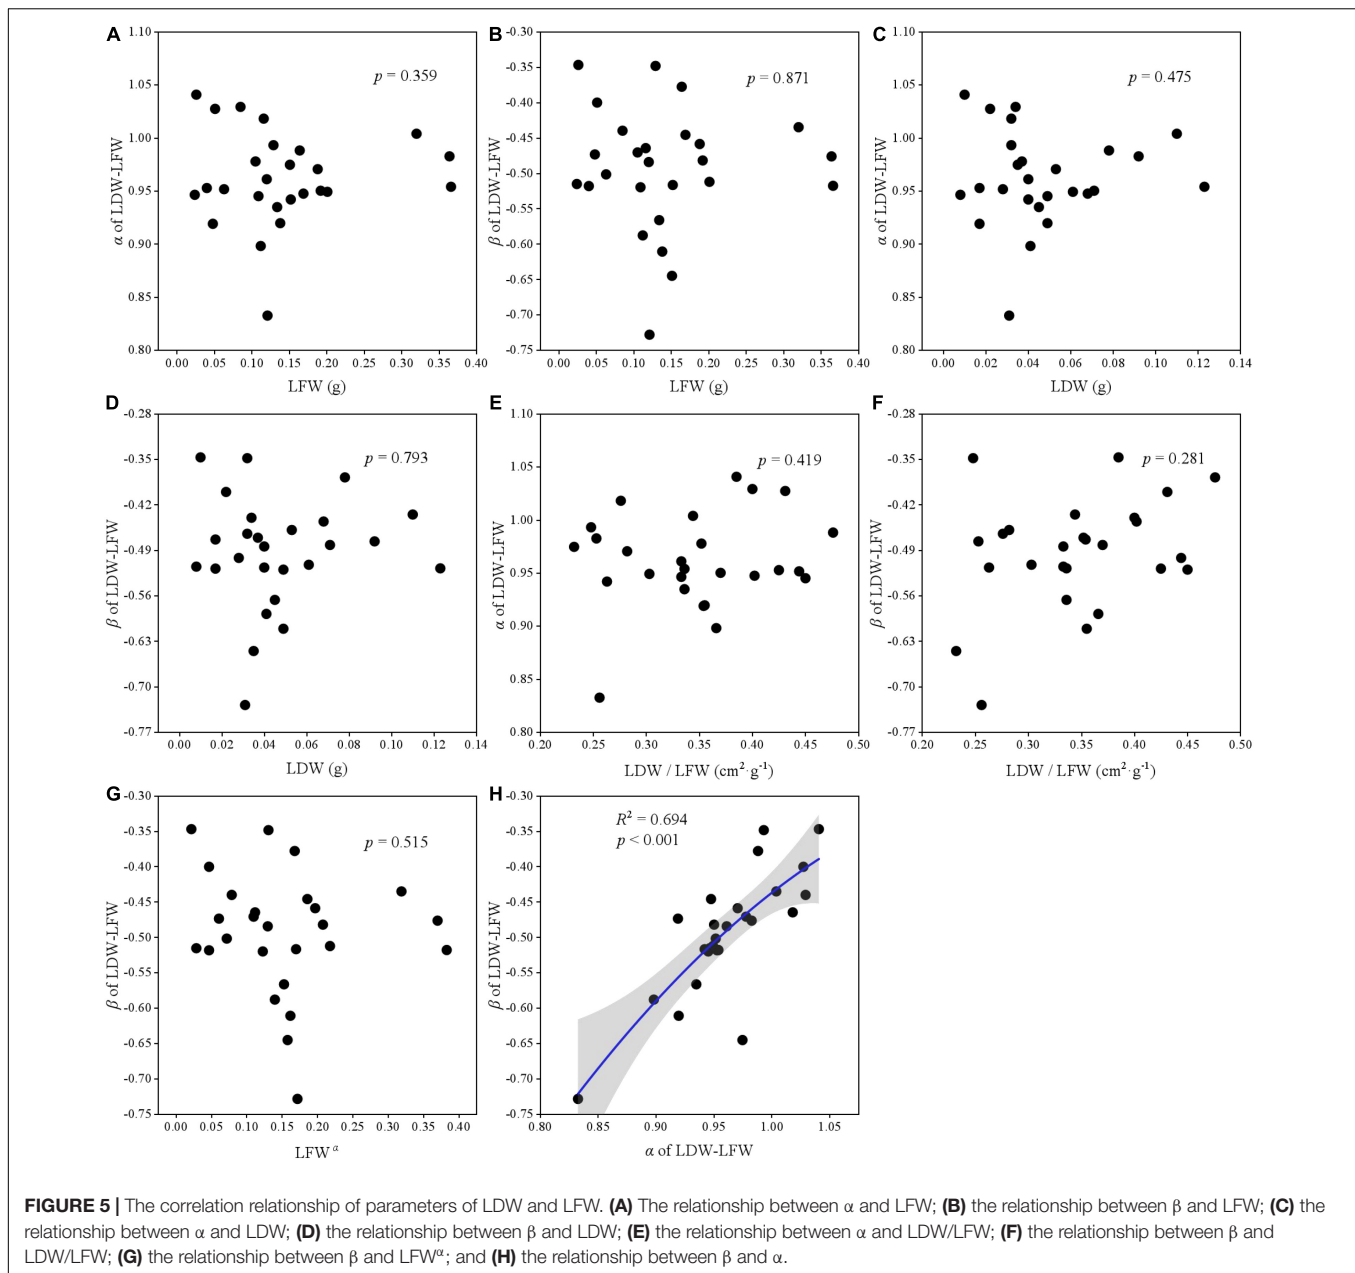 A
1.10
1.05
1.00
0.95
0.90
0.85
0.80
α of LDW-LFW
p = 0.359
0.00 0.05 0.10 0.15 0.20 0.25 0.30 0.35 0.40
LFW (g)
B
-0.30
-0.35
-0.40
-0.45
-0.50
-0.55
-0.60
-0.65
-0.70
-0.75
β of LDW-LFW
p = 0.871
0.00 0.05 0.10 0.15 0.20 0.25 0.30 0.35 0.40
LFW (g)
C
1.10
1.05
1.00
0.95
0.90
0.85
0.80
α of LDW-LFW
p = 0.475
0.00 0.02 0.04 0.06 0.08 0.10 0.12 0.14
LDW (g)
D
-0.28
-0.35
-0.42
-0.49
-0.56
-0.63
-0.70
-0.77
β of LDW-LFW
p = 0.793
0.00 0.02 0.04 0.06 0.08 0.10 0.12 0.14
LDW (g)
E
1.10
1.05
1.00
0.95
0.90
0.85
0.80
α of LDW-LFW
p = 0.419
0.20 0.25 0.30 0.35 0.40 0.45 0.50
LDW / LFW (cm²·g⁻¹)
F
-0.28
-0.35
-0.42
-0.49
-0.56
-0.63
-0.70
-0.77
β of LDW-LFW
p = 0.281
0.20 0.25 0.30 0.35 0.40 0.45 0.50
LDW / LFW (cm²·g⁻¹)
G
-0.30
-0.35
-0.40
-0.45
-0.50
-0.55
-0.60
-0.65
-0.70
-0.75
β of LDW-LFW
p = 0.515
0.00 0.05 0.10 0.15 0.20 0.25 0.30 0.35 0.40
LFW ᵅ
H
-0.30
-0.35
-0.40
-0.45
-0.50
-0.55
-0.60
-0.65
-0.70
-0.75
β of LDW-LFW
R² = 0.694
p < 0.001
0.80 0.85 0.90 0.95 1.00 1.05
α of LDW-LFW
FIGURE 5 | The correlation relationship of parameters of LDW and LFW. (A) The relationship between α and LFW; (B) the relationship between β and LFW; (C) the
relationship between α and LDW; (D) the relationship between β and LDW; (E) the relationship between α and LDW/LFW; (F) the relationship between β and
LDW/LFW; (G) the relationship between β and LFWᵅ; and (H) the relationship between β and α.